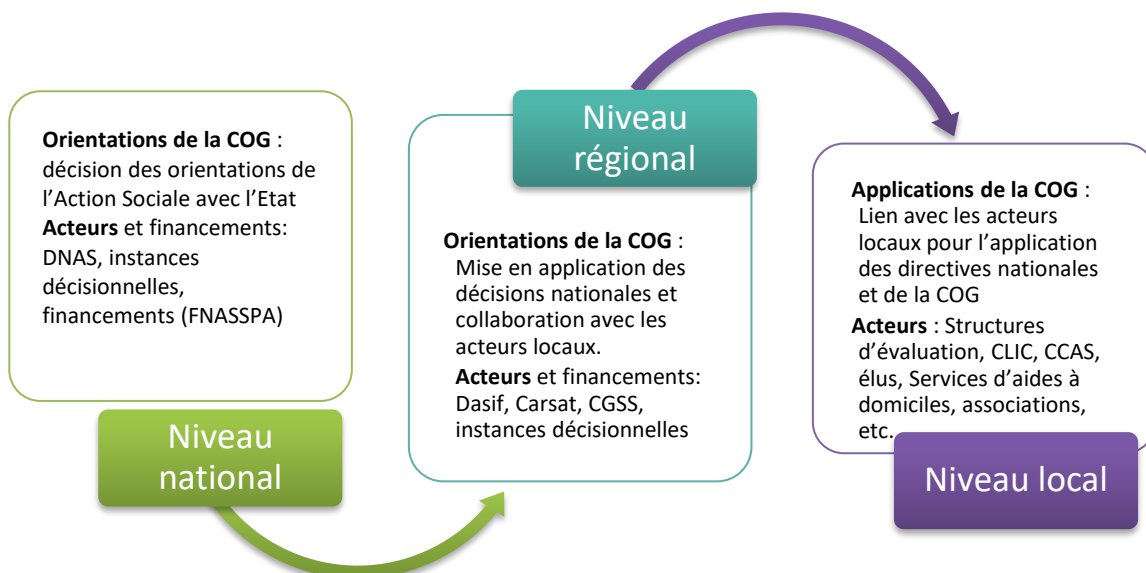 Orientations de la COG :
décision des orientations de
l'Action Sociale avec l'Etat
Acteurs et financements:
DNAS, instances
décisionnelles,
financements (FNASSPA)
Niveau
national
Niveau
régional
Orientations de la COG :
Mise en application des
décisions nationales et
collaboration avec les
acteurs locaux.
Acteurs et financements:
Dasif, Carsat, CGSS,
instances décisionnelles
Applications de la COG :
Lien avec les acteurs
locaux pour l'application
des directives nationales
et de la COG
Acteurs : Structures
d'évaluation, CLIC, CCAS,
élus, Services d'aides à
domiciles, associations,
etc.
Niveau local